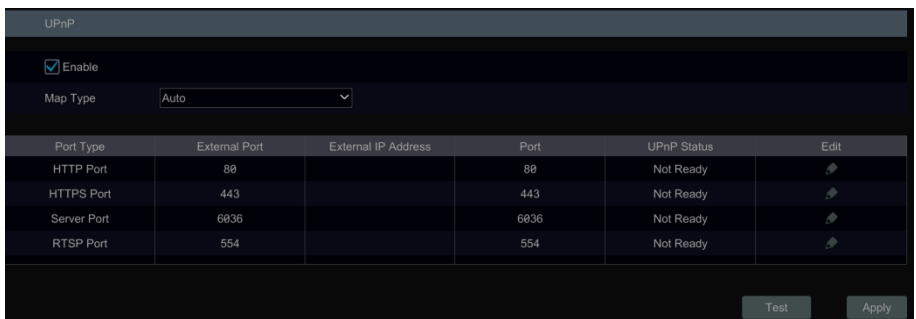 UPnP
Enable
Map Type Auto
Port Type External Port External IP Address Port UPnP Status Edit
HTTP Port 80 80 Not Ready
HTTPS Port 443 443 Not Ready
Server Port 6036 6036 Not Ready
RTSP Port 554 554 Not Ready
Test Apply